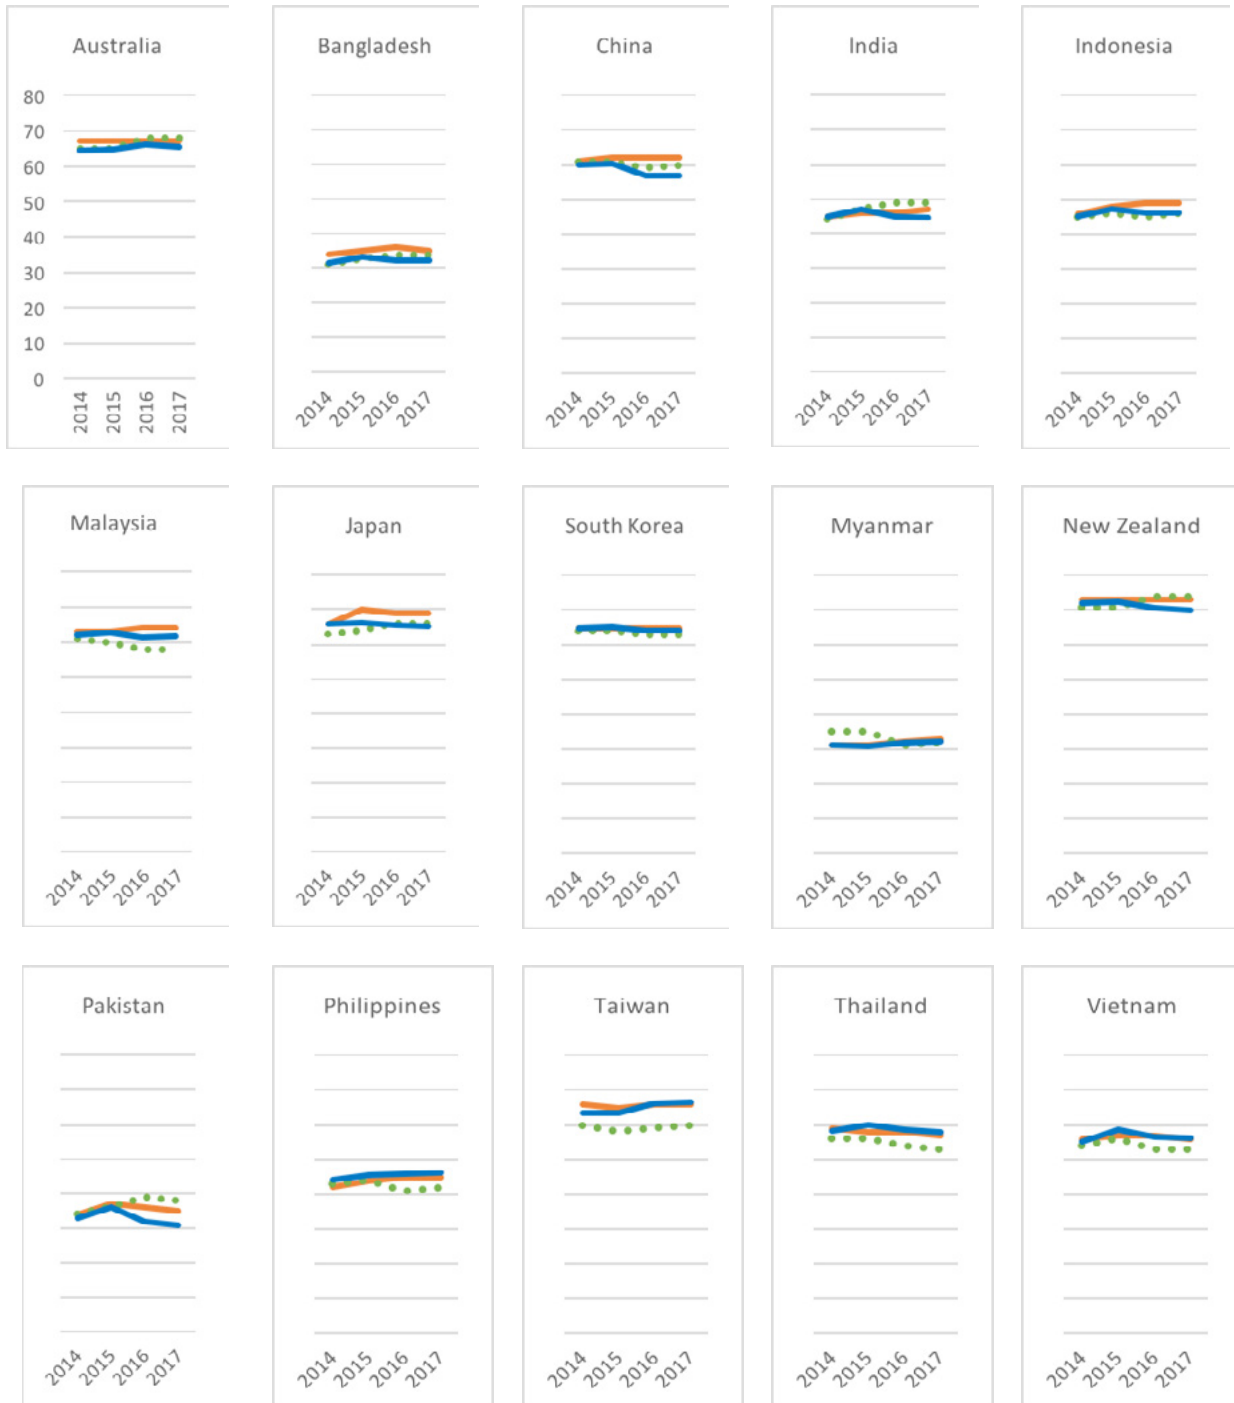 Australia
80
70
60
50
40
30
20
10
0
2014 2015 2016 2017
Bangladesh
2014 2015 2016 2017
China
2014 2015 2016 2017
India
2014 2015 2016 2017
Indonesia
2014 2015 2016 2017
Malaysia
2014 2015 2016 2017
Japan
2014 2015 2016 2017
South Korea
2014 2015 2016 2017
Myanmar
2014 2015 2016 2017
New Zealand
2014 2015 2016 2017
Pakistan
2014 2015 2016 2017
Philippines
2014 2015 2016 2017
Taiwan
2014 2015 2016 2017
Thailand
2014 2015 2016 2017
Vietnam
2014 2015 2016 2017